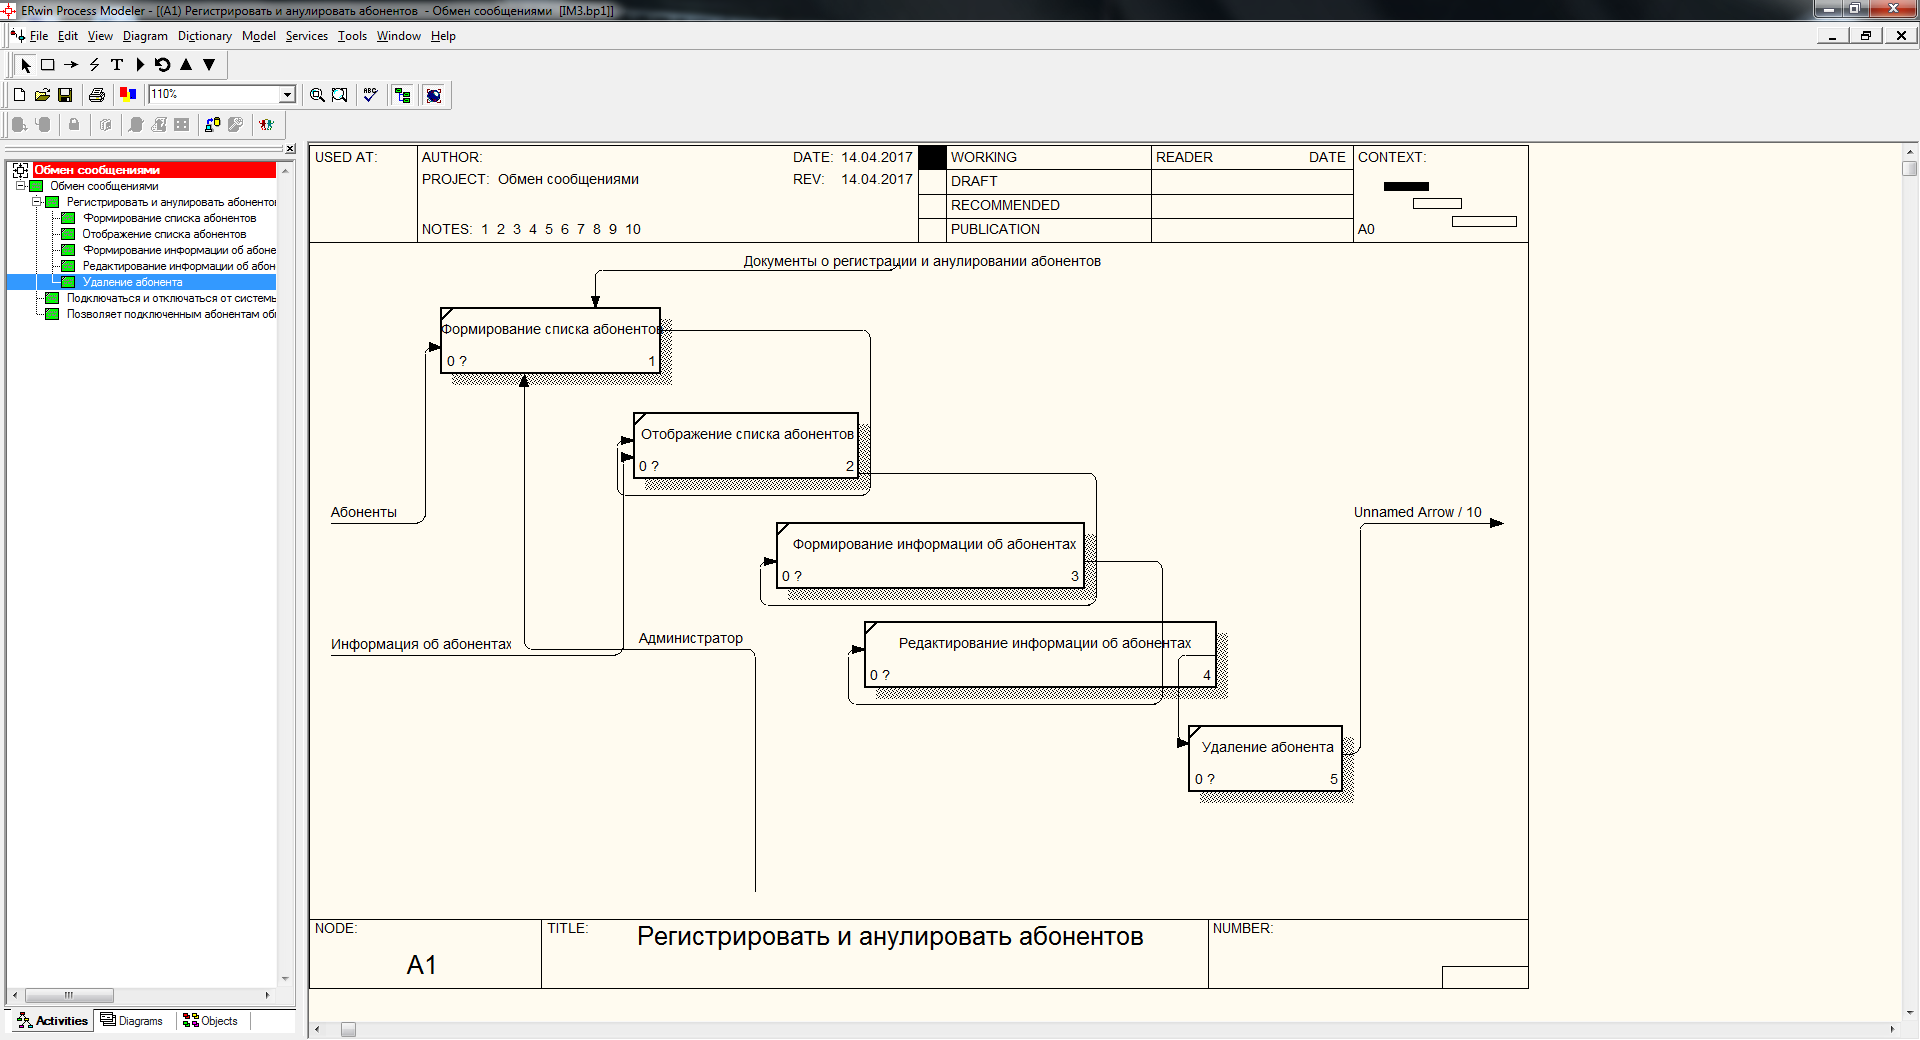 ERwin Process Modeler - [(A1) Регистрировать и анулировать абонентов  - Обмен сообщениями  [IM3.bp1]]
File Edit View Diagram Dictionary Model Services Tools Window Help
110%
ABC
Обмен сообщениями
Обмен сообщениями
Регистрировать и анулировать абоненто
Формирование списка абонентов
Отображение списка абонентов
Формирование информации об абоне
Редактирование информации об абон
Удаление абонента
Подключаться и отключаться от систем
Позволяет подключенным абонентам об
Activities Diagrams Objects
USED AT: AUTHOR: DATE: 14.04.2017 WORKING READER DATE CONTEXT:
PROJECT: Обмен сообщениями REV: 14.04.2017 DRAFT
RECOMMENDED
NOTES: 1 2 3 4 5 6 7 8 9 10 PUBLICATION A0
Документы о регистрации и анулировании абонентов
Формирование списка абонентов
0 ? 1
Отображение списка абонентов
0 ? 2
Абоненты
Unnamed Arrow / 10
Формирование информации об абонентах
0 ? 3
Информация об абонентах
Администратор
Редактирование информации об абонентах
0 ? 4
Удаление абонента
0 ? 5
NODE: TITLE: NUMBER:
Регистрировать и анулировать абонентов
A1